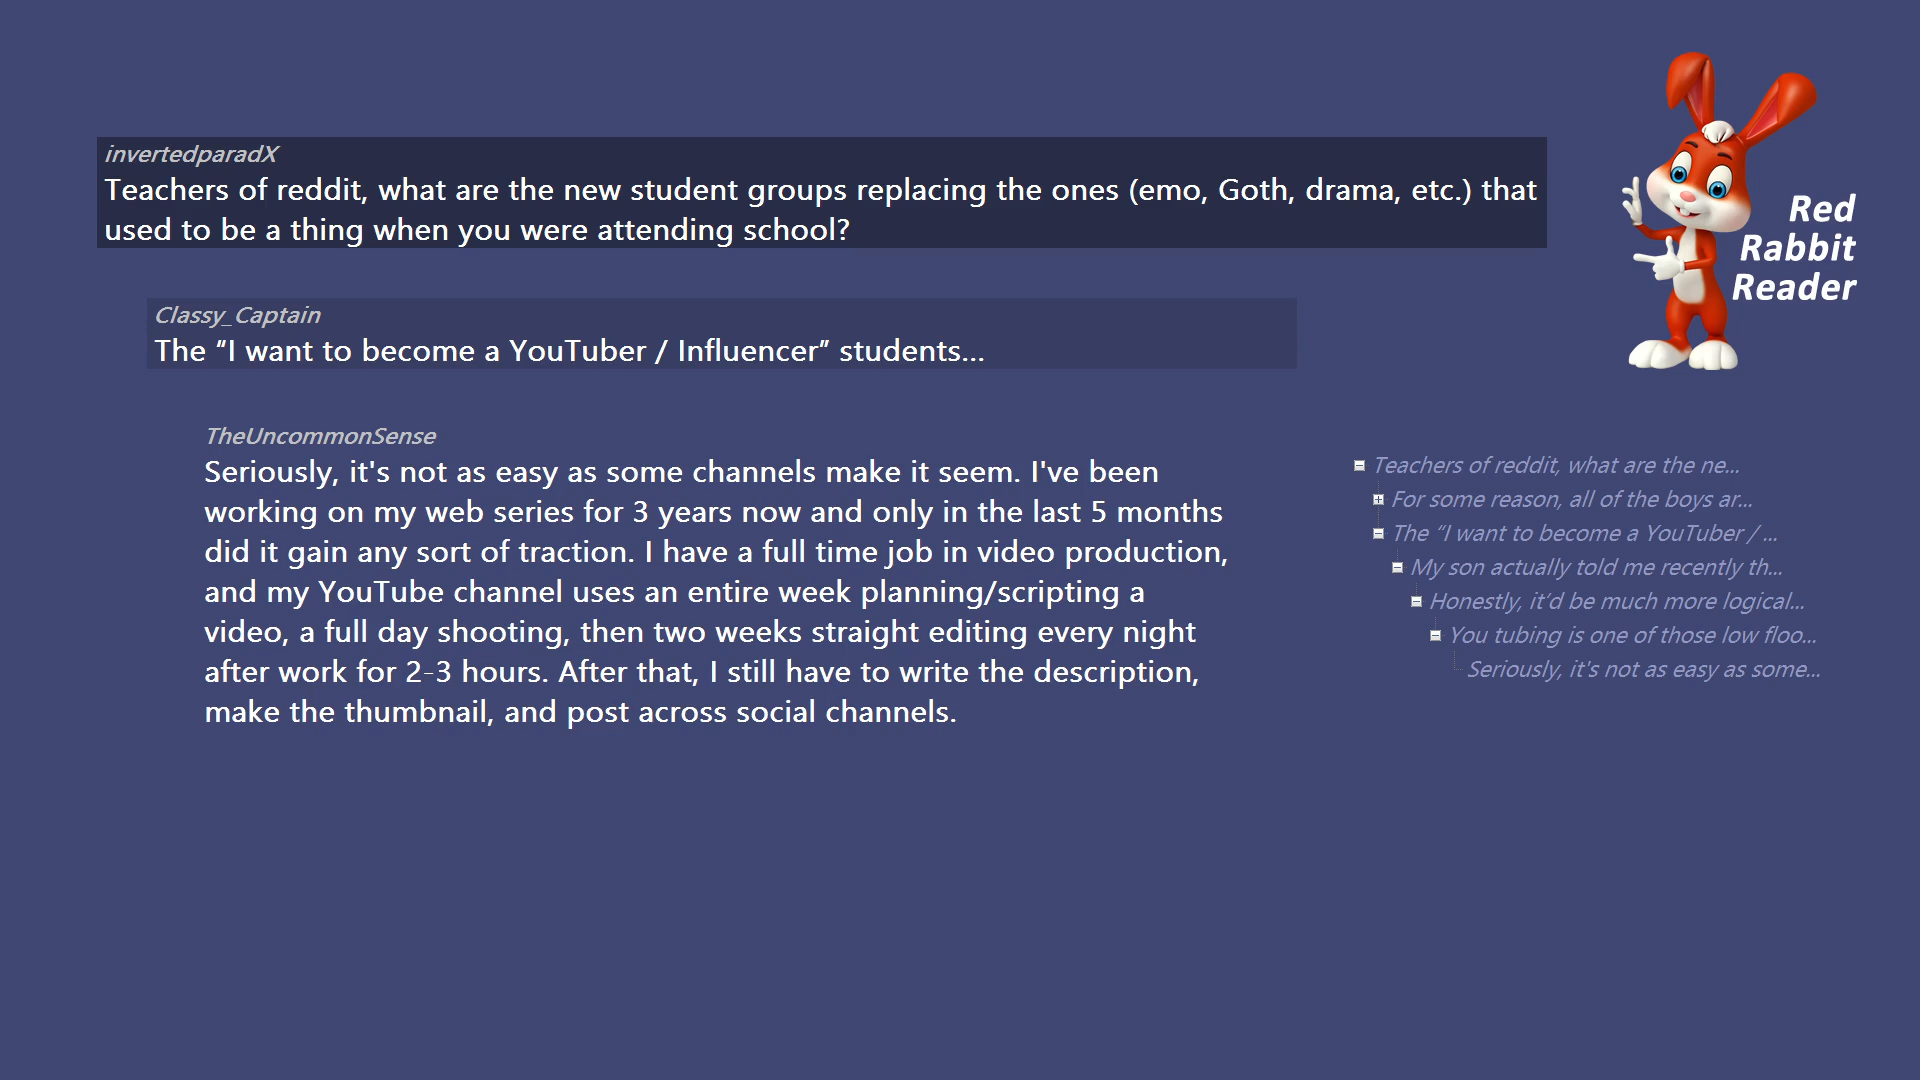 invertedparadX
Teachers of reddit, what are the new student groups replacing the ones (emo, Goth, drama, etc.) that
used to be a thing when you were attending school?
Red
Rabbit
Reader
Classy_Captain
The “I want to become a YouTuber / Influencer” students...
TheUncommonSense
Seriously, it's not as easy as some channels make it seem. I've been
working on my web series for 3 years now and only in the last 5 months
did it gain any sort of traction. I have a full time job in video production,
and my YouTube channel uses an entire week planning/scripting a
video, a full day shooting, then two weeks straight editing every night
after work for 2-3 hours. After that, I still have to write the description,
make the thumbnail, and post across social channels.
Teachers of reddit, what are the ne...
For some reason, all of the boys ar...
The “I want to become a YouTuber / ...
My son actually told me recently th...
Honestly, it’d be much more logical...
You tubing is one of those low floo...
Seriously, it's not as easy as some...